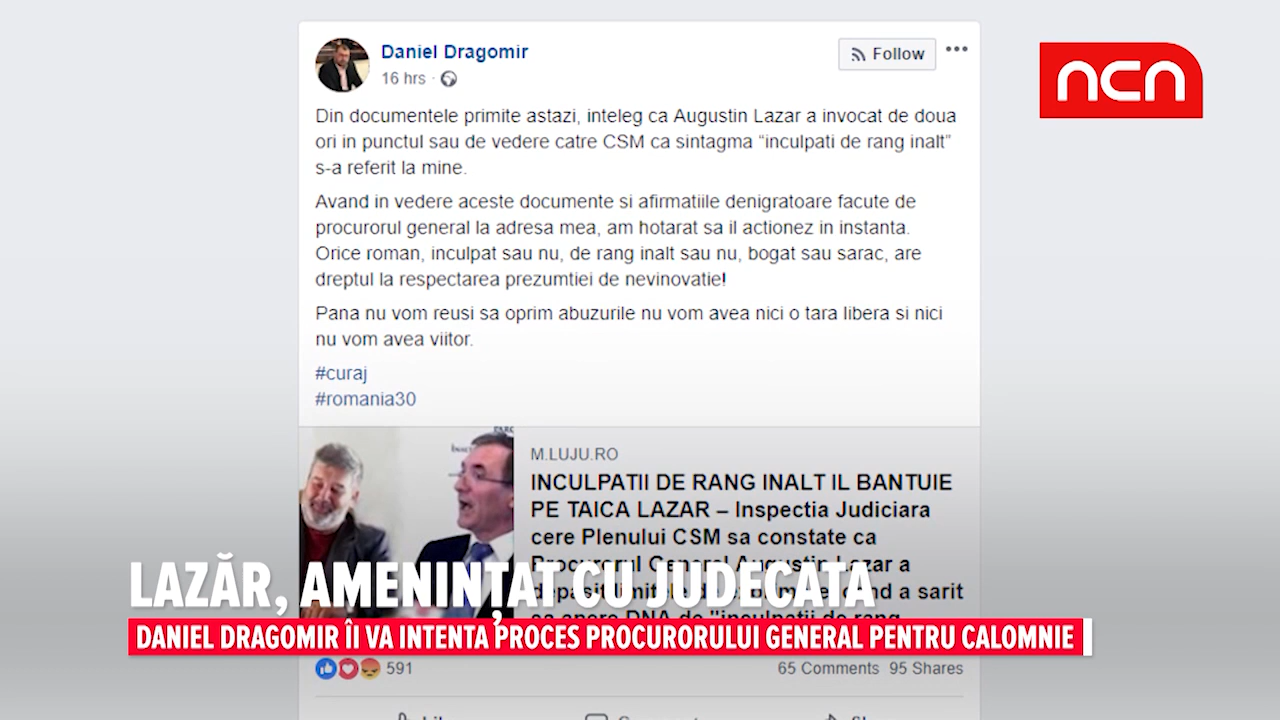 Daniel Dragomir
16 hrs
Follow
ncn
Din documentele primite astazi, inteleg ca Augustin Lazar a invocat de doua
ori in punctul sau de vedere catre CSM ca sintagma “inculpati de rang inalt”
s-a referit la mine.
Avand in vedere aceste documente si afirmatiile denigratoare facute de
procurorul general la adresa mea, am hotarat sa il actionez in instanta.
Orice roman, inculpat sau nu, de rang inalt sau nu, bogat sau sarac, are
dreptul la respectarea prezumtiei de nevinovatie!
Pana nu vom reusi sa oprim abuzurile nu vom avea nici o tara libera si nici
nu vom avea viitor.
#curaj
#romania30
M.LUJU.RO
INCULPATII DE RANG INALT IL BANTUIE
PE TAICA LAZAR – Inspectia Judiciara
cere Plenului CSM sa constate ca
Procurorul General Augustin Lazar a
a sarit
LAZĂR, AMENINȚAT CU JUDECATA
DANIEL DRAGOMIR ÎI VA INTENTA PROCES PROCURORULUI GENERAL PENTRU CALOMNIE
591
65 Comments 95 Shares